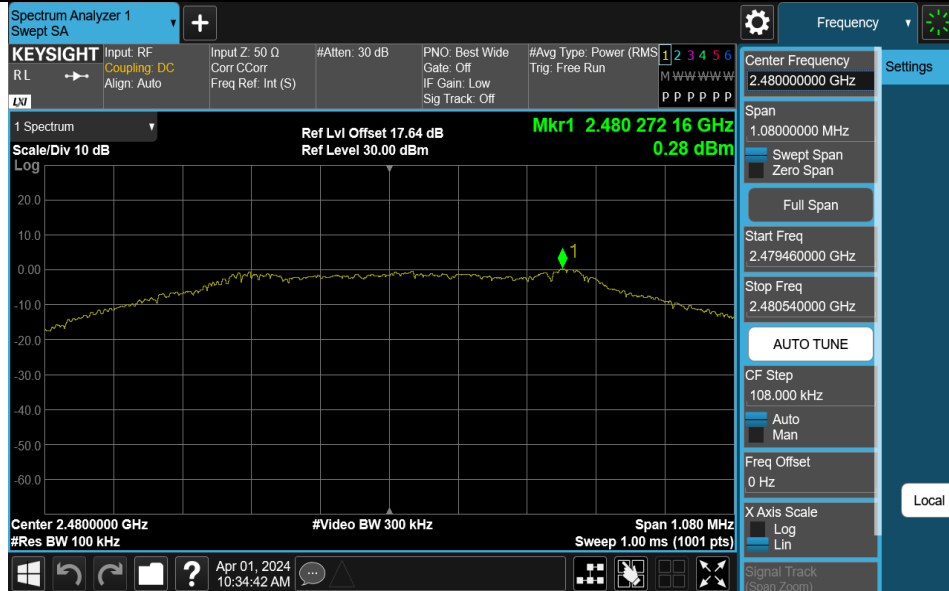 Spectrum Analyzer 1
Swept SA
+
Frequency
KEYSIGHT
RL
LXI
Input: RF
Coupling: DC
Align: Auto
Input Z: 50 Ω
Corr CCorr
Freq Ref: Int (S)
#Atten: 30 dB
PNO: Best Wide
Gate: Off
IF Gain: Low
Sig Track: Off
#Avg Type: Power (RMS
Trig: Free Run
1 2 3 4 5 6
M W W W W W
P P P P P P
1 Spectrum
Scale/Div 10 dB
Log
Ref Lvl Offset 17.64 dB
Ref Level 30.00 dBm
Mkr1 2.480 272 16 GHz
0.28 dBm
20.0
10.0
0.00
-10.0
-20.0
-30.0
-40.0
-50.0
-60.0
1
Center 2.4800000 GHz
#Res BW 100 kHz
#Video BW 300 kHz
Span 1.080 MHz
Sweep 1.00 ms (1001 pts)
?
Apr 01, 2024
10:34:42 AM
Center Frequency
2.480000000 GHz
Span
1.08000000 MHz
Swept Span
Zero Span
Full Span
Start Freq
2.479460000 GHz
Stop Freq
2.480540000 GHz
AUTO TUNE
CF Step
108.000 kHz
Auto
Man
Freq Offset
0 Hz
X Axis Scale
Log
Lin
Signal Track
(Span Zoom)
Settings
Local